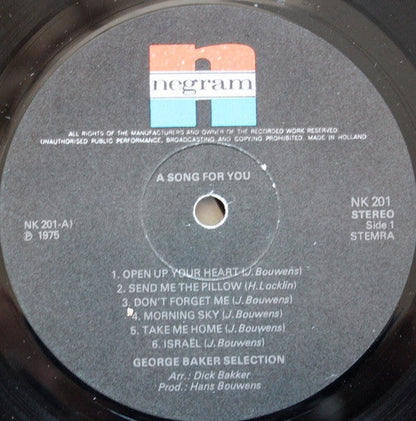 negram
ALL RIGHTS OF THE MANUFACTURERS AND OWNER OF THE RECORDED WORK RESERVED.
UNAUTHORISED PUBLIC PERFORMANCE, BROADCASTING AND COPYING PROHIBITED. MADE IN HOLLAND
A SONG FOR YOU
NK 201-A)
℗ 1975
NK 201
STEREO
Side 1
STEMRA
1. OPEN UP YOUR HEART (J. Bouwens)
2. SEND ME THE PILLOW (H. Locklin)
3. DON'T FORGET ME (J. Bouwens)
4. MORNING SKY (J. Bouwens)
5. TAKE ME HOME (J. Bouwens)
6. ISRAËL (J. Bouwens)
GEORGE BAKER SELECTION
Arr.: Dick Bakker
Prod.: Hans Bouwens